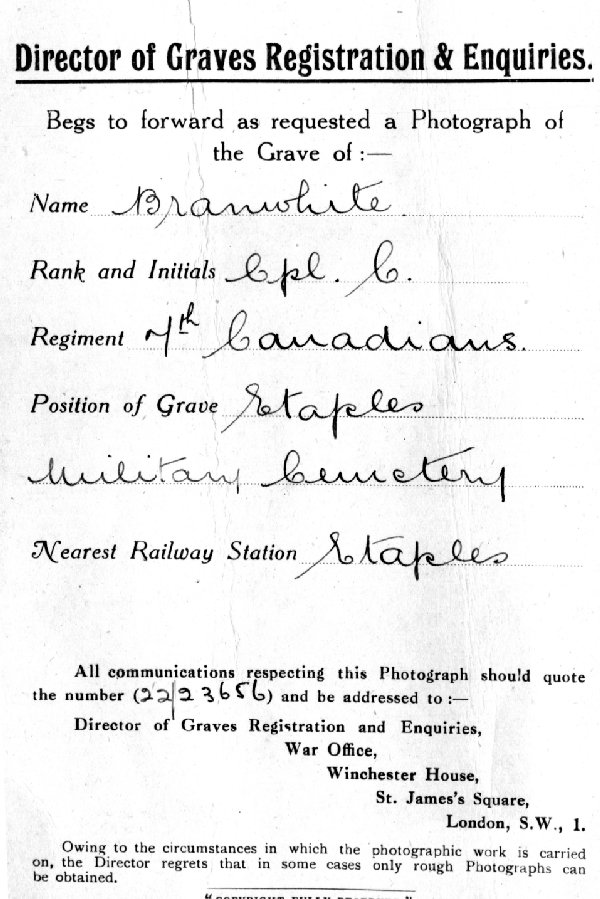 Director of Graves Registration & Enquiries.
Begs to forward as requested a Photograph of
the Grave of :—
Name Branwhite
Rank and Initials Cpl. C.
Regiment 7th Canadians.
Position of Grave Etaples
Military Cemetery
Nearest Railway Station Etaples
All communications respecting this Photograph should quote
the number (22/23656) and be addressed to :—
Director of Graves Registration and Enquiries,
War Office,
Winchester House,
St. James's Square,
London, S.W., 1.
Owing to the circumstances in which the photographic work is carried
on, the Director regrets that in some cases only rough Photographs can
be obtained.